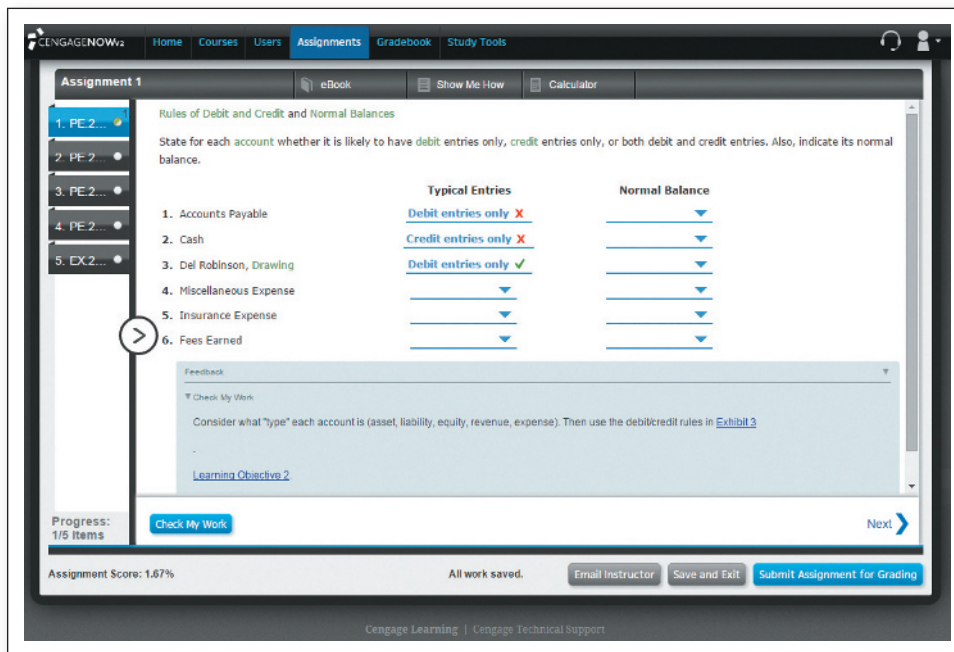 CENGAGENOWv2 Home Courses Users Assignments Gradebook Study Tools
Assignment 1 eBook Show Me How Calculator
1. PE.2...
2. PE.2...
3. PE.2...
4. PE.2...
5. EX.2...
Rules of Debit and Credit and Normal Balances
State for each account whether it is likely to have debit entries only, credit entries only, or both debit and credit entries. Also, indicate its normal
balance.
Typical Entries Normal Balance
1. Accounts Payable Debit entries only X
2. Cash Credit entries only X
3. Del Robinson, Drawing Debit entries only ✓
4. Miscellaneous Expense
5. Insurance Expense
6. Fees Earned
Feedback
Check My Work
Consider what "type" each account is (asset, liability, equity, revenue, expense). Then use the debit/credit rules in Exhibit 3
.
Learning Objective 2
Progress:
1/5 Items
Check My Work Next
Assignment Score: 1.67% All work saved. Email Instructor Save and Exit Submit Assignment for Grading
Cengage Learning | Cengage Technical Support